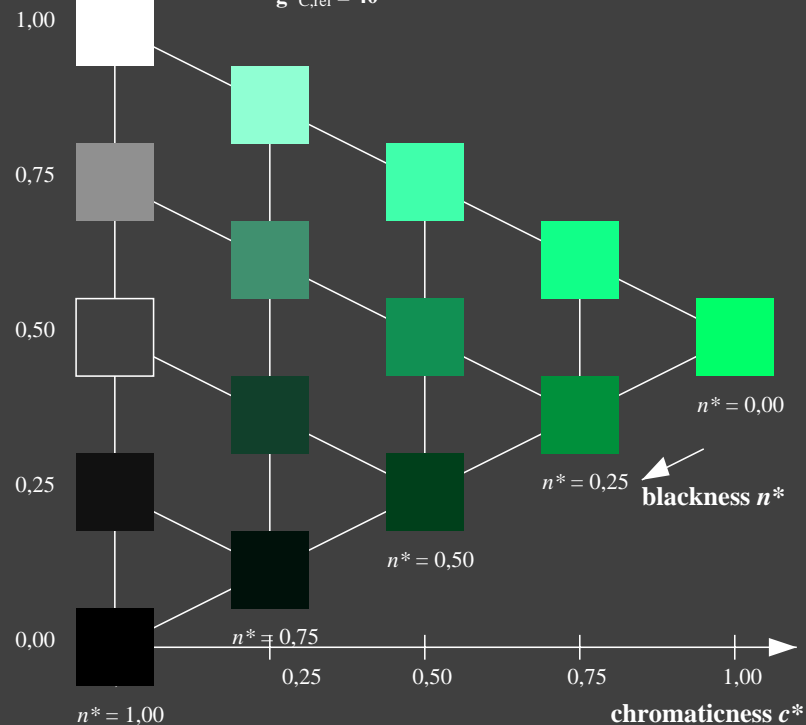 1,00
0,75
0,50
n* = 0,00
n* = 0,25
0,25
blackness n*
n* = 0,50
0,00
n* = 0,75
0,25 0,50 0,75 1,00
n* = 1,00
chromaticness c*